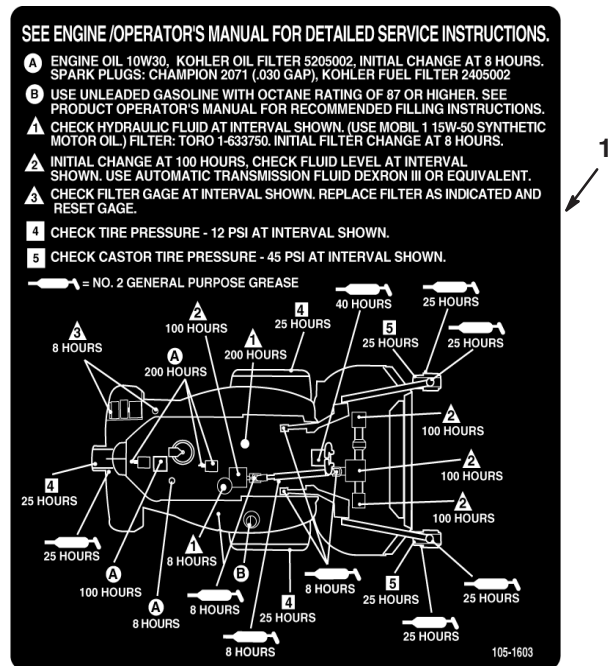 SEE ENGINE /OPERATOR'S MANUAL FOR DETAILED SERVICE INSTRUCTIONS.
A ENGINE OIL 10W30, KOHLER OIL FILTER 5205002, INITIAL CHANGE AT 8 HOURS.
SPARK PLUGS: CHAMPION 2071 (.030 GAP), KOHLER FUEL FILTER 2405002
B USE UNLEADED GASOLINE WITH OCTANE RATING OF 87 OR HIGHER. SEE
PRODUCT OPERATOR'S MANUAL FOR RECOMMENDED FILLING INSTRUCTIONS.
1 CHECK HYDRAULIC FLUID AT INTERVAL SHOWN. (USE MOBIL 1 15W-50 SYNTHETIC
MOTOR OIL.) FILTER: TORO 1-633750. INITIAL FILTER CHANGE AT 8 HOURS.
1
2 INITIAL CHANGE AT 100 HOURS, CHECK FLUID LEVEL AT INTERVAL
SHOWN. USE AUTOMATIC TRANSMISSION FLUID DEXRON III OR EQUIVALENT.
3 CHECK FILTER GAGE AT INTERVAL SHOWN. REPLACE FILTER AS INDICATED AND
RESET GAGE.
4 CHECK TIRE PRESSURE - 12 PSI AT INTERVAL SHOWN.
5 CHECK CASTOR TIRE PRESSURE - 45 PSI AT INTERVAL SHOWN.
= NO. 2 GENERAL PURPOSE GREASE
40 HOURS
25 HOURS
4
25 HOURS
2
100 HOURS
3
8 HOURS
1
200 HOURS
A
200 HOURS
5
25 HOURS
25 HOURS
2
100 HOURS
2
100 HOURS
2
100 HOURS
4
25 HOURS
25 HOURS
A
100 HOURS
A
8 HOURS
1
8 HOURS
B
8 HOURS
8 HOURS
4
25 HOURS
8 HOURS
5
25 HOURS
25 HOURS
25 HOURS
105-1603